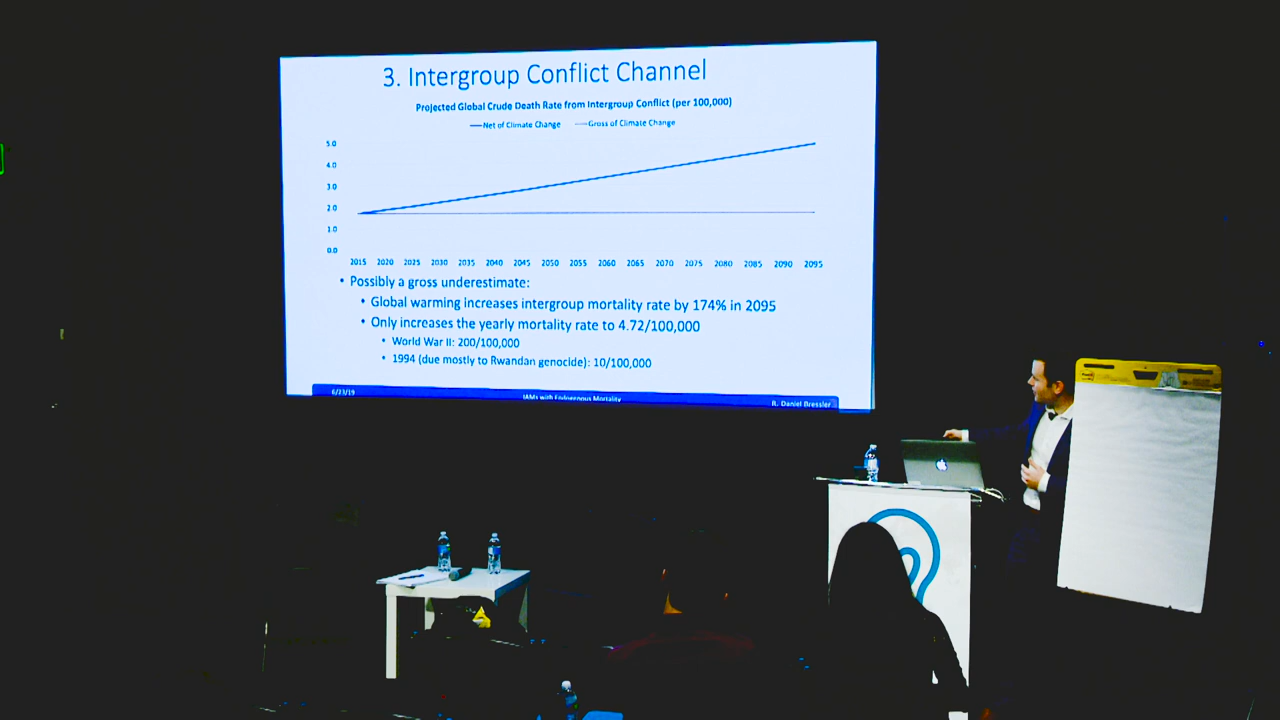 3. Intergroup Conflict Channel
Projected Global Crude Death Rate from Intergroup Conflict (per 100,000)
Net of Climate Change Gross of Climate Change
5.0
4.0
3.0
2.0
1.0
0.0
2015 2020 2025 2030 2035 2040 2045 2050 2055 2060 2065 2070 2075 2080 2085 2090 2095
• Possibly a gross underestimate:
• Global warming increases intergroup mortality rate by 174% in 2095
• Only increases the yearly mortality rate to 4.72/100,000
• World War II: 200/100,000
• 1994 (due mostly to Rwandan genocide): 10/100,000
6/23/19 IAMs with Endogenous Mortality R. Daniel Bressler